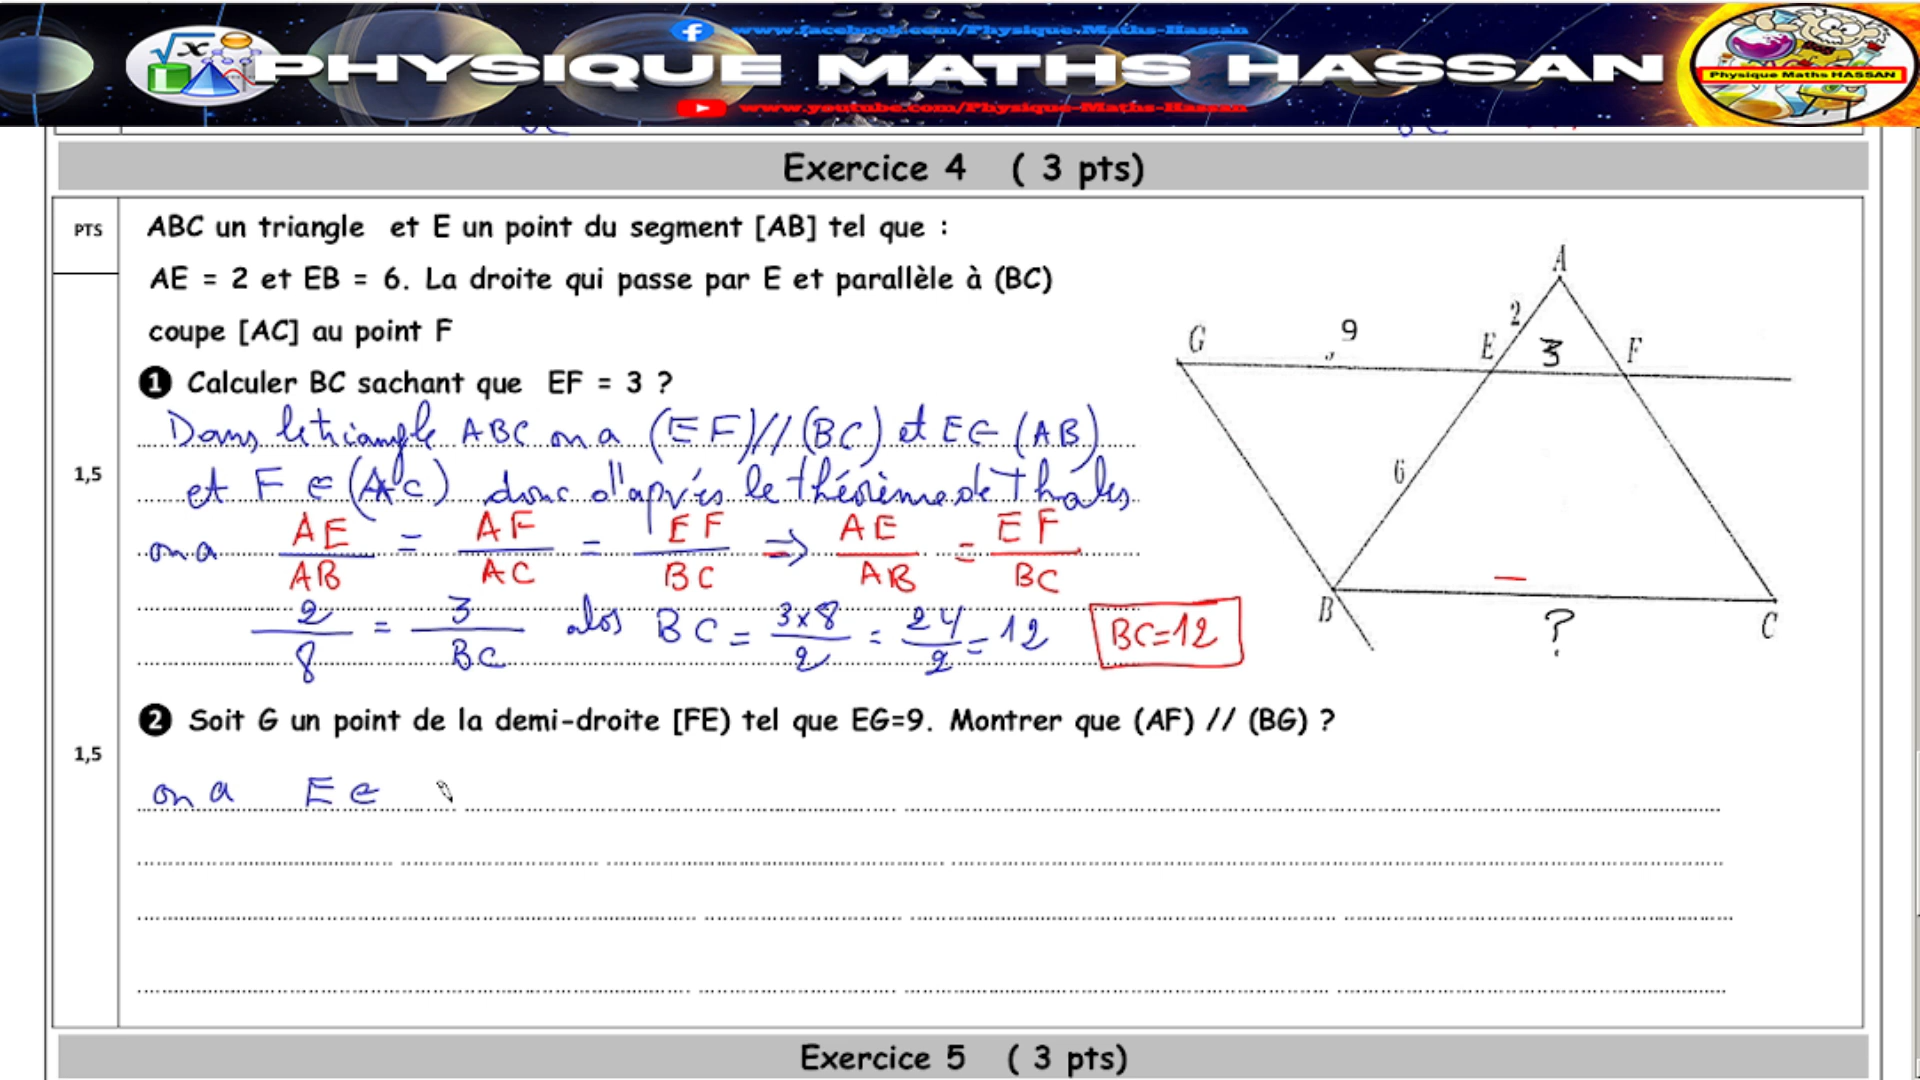 www.facebook.com/Physique-Maths-Hassan
PHYSIQUE MATHS HASSAN
Physique Maths HASSAN
www.youtube.com/Physique-Maths-Hassan
Exercice 4 ( 3 pts)
PTS
ABC un triangle et E un point du segment [AB] tel que :
AE = 2 et EB = 6. La droite qui passe par E et parallèle à (BC)
coupe [AC] au point F
❶ Calculer BC sachant que EF = 3 ?
Dans le triangle ABC on a (EF)//(BC) et E∈(AB)
1,5
et F∈(AC) donc d'après le théorème de Thalès
on a AE/AB = AF/AC = EF/BC ⇒ AE/AB = EF/BC
2/8 = 3/BC alos BC = 3x8/2 = 24/2 = 12 BC=12
A
2
9
G
E
3
F
6
B
?
C
❷ Soit G un point de la demi-droite [FE) tel que EG=9. Montrer que (AF) // (BG) ?
1,5
on a E∈
Exercice 5 ( 3 pts)